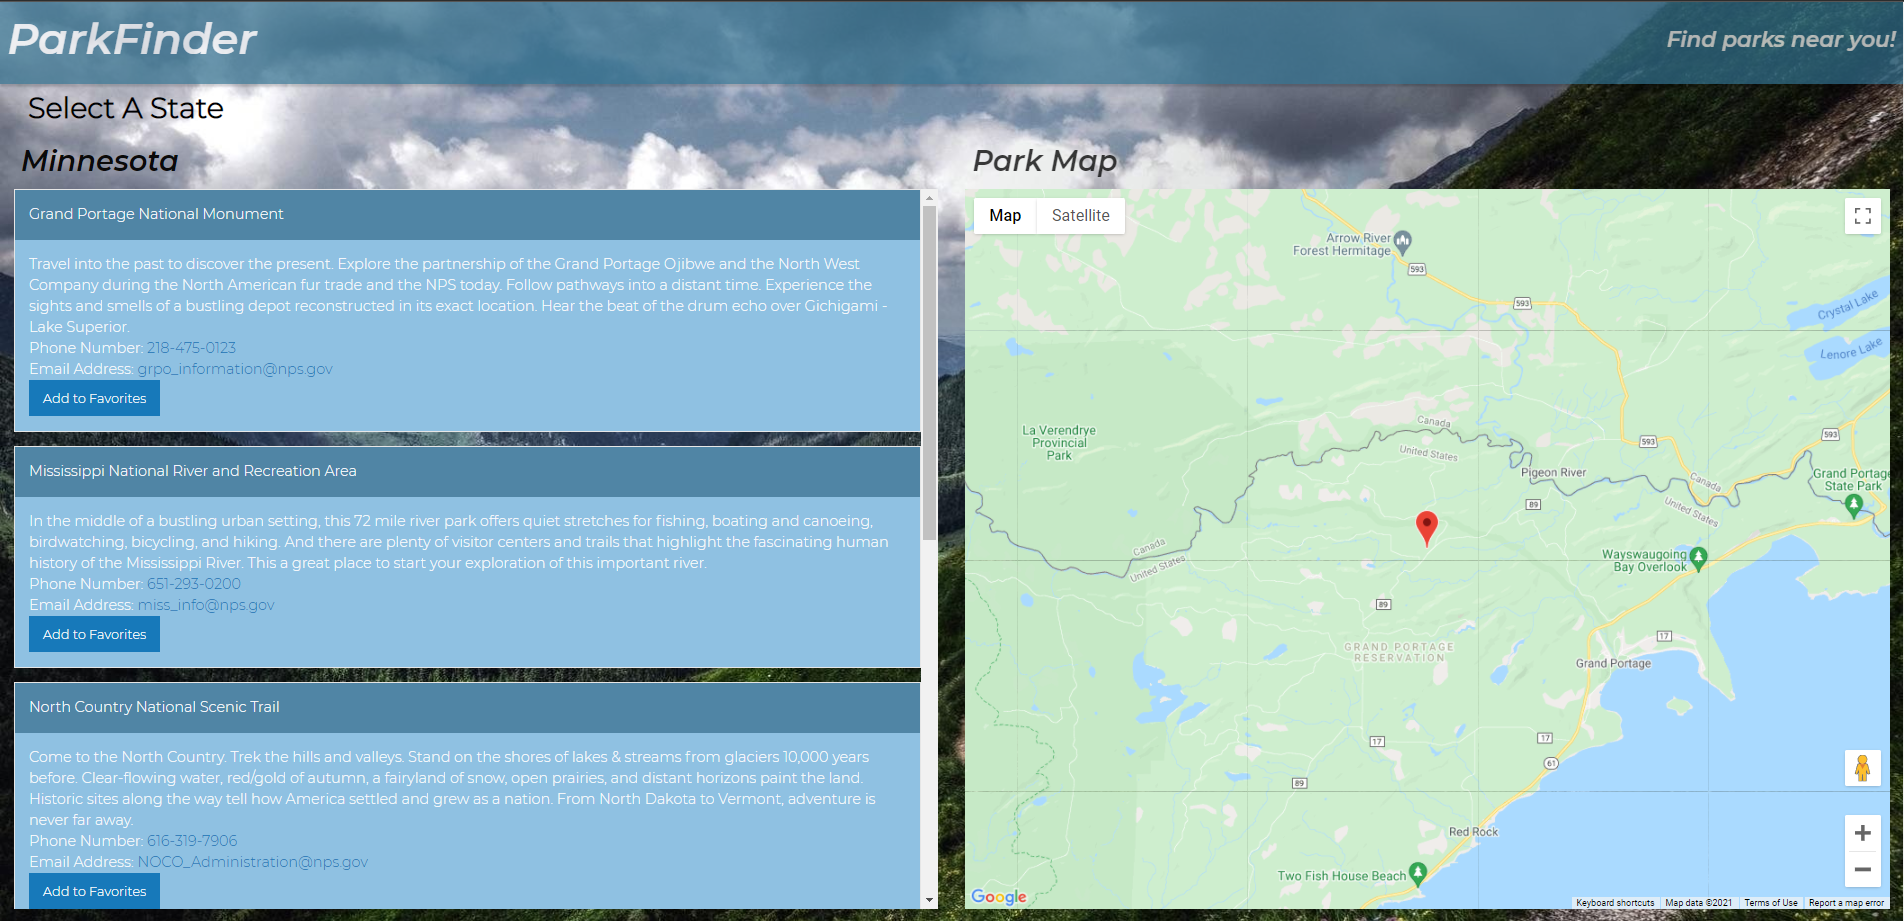 ParkFinder
Find parks near you!
Select A State
Minnesota
Grand Portage National Monument
Travel into the past to discover the present. Explore the partnership of the Grand Portage Ojibwe and the North West
Company during the North American fur trade and the NPS today. Follow pathways into a distant time. Experience the
sights and smells of a bustling depot reconstructed in its exact location. Hear the beat of the drum echo over Gichigami -
Lake Superior.
Phone Number: 218-475-0123
Email Address: grpo_information@nps.gov
Add to Favorites
Mississippi National River and Recreation Area
In the middle of a bustling urban setting, this 72 mile river park offers quiet stretches for fishing, boating and canoeing,
birdwatching, bicycling, and hiking. And there are plenty of visitor centers and trails that highlight the fascinating human
history of the Mississippi River. This a great place to start your exploration of this important river.
Phone Number: 651-293-0200
Email Address: miss_info@nps.gov
Add to Favorites
North Country National Scenic Trail
Come to the North Country. Trek the hills and valleys. Stand on the shores of lakes & streams from glaciers 10,000 years
before. Clear-flowing water, red/gold of autumn, a fairyland of snow, open prairies, and distant horizons paint the land.
Historic sites along the way tell how America settled and grew as a nation. From North Dakota to Vermont, adventure is
never far away.
Phone Number: 616-319-7906
Email Address: NOCO_Administration@nps.gov
Add to Favorites
Park Map
Map
Satellite
Arrow River
Forest Hermitage
593
593
Crystal Lake
Lenore Lake
La Verendrye
Provincial
Park
Canada
United States
593
593
Pigeon River
Grand Portage
State Park
Canada
United States
89
Canada
United States
Wayswaugoing
Bay Overlook
89
17
GRAND PORTAGE
RESERVATION
Grand Portage
17
17
61
89
Red Rock
Two Fish House Beach
Google
Keyboard shortcuts
Map data ©2021
Terms of Use
Report a map error